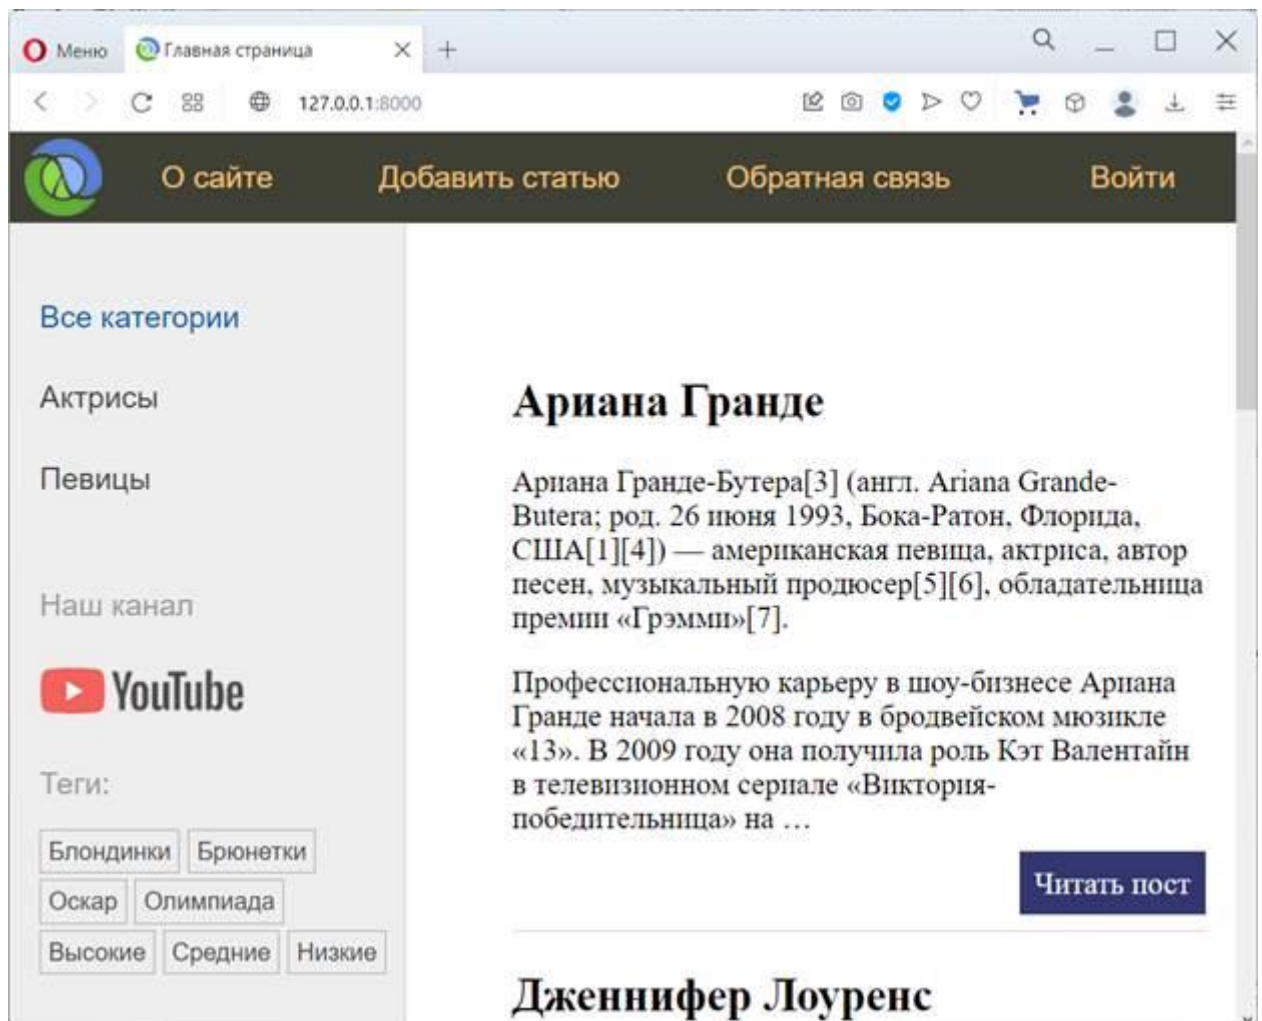 Меню
Главная страница
127.0.0.1:8000
О сайте Добавить статью Обратная связь Войти
Все категории
Актрисы
Певицы
Наш канал
YouTube
Теги:
Блондинки Брюнетки
Оскар Олимпиада
Высокие Средние Низкие
Ариана Гранде
Ариана Гранде-Бутера[3] (англ. Ariana Grande-
Butera; род. 26 июня 1993, Бока-Ратон, Флорида,
США[1][4]) — американская певица, актриса, автор
песен, музыкальный продюсер[5][6], обладательница
премии «Грэмми»[7].
Профессиональную карьеру в шоу-бизнесе Ариана
Гранде начала в 2008 году в бродвейском мюзикле
«13». В 2009 году она получила роль Кэт Валентайн
в телевизионном сериале «Виктория-
победительница» на …
Читать пост
Дженнифер Лоуренс